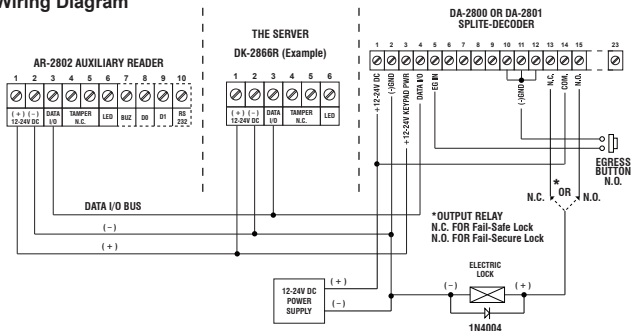 Wiring Diagram
DA-2800 OR DA-2801
SPLITE-DECODER
THE SERVER
DK-2866R (Example)
AR-2802 AUXILIARY READER
1 2 3 4 5 6 7 8 9 10 11 12 13 14 15 23
1 2 3 4 5 6
1 2 3 4 5 6 7 8 9 10
(+) (-) DATA TAMPER LED BUZ D0 D1 RS
12-24V DC I/O N.C. 232
(+) (-) DATA TAMPER LED
12-24V DC I/O N.C.
+12-24V DC
(-)GND
+12-24V KEYPAD PWR
DATA I/O
EG IN
(-)GND
N.C.
COM.
N.O.
EGRESS
BUTTON
N.O.
*
N.C. OR N.O.
DATA I/O BUS
(-)
(+)
*OUTPUT RELAY
N.C. FOR Fail-Safe Lock
N.O. FOR Fail-Secure Lock
ELECTRIC
LOCK
12-24V DC
POWER
SUPPLY
(+)
(-)
(-) (+)
1N4004